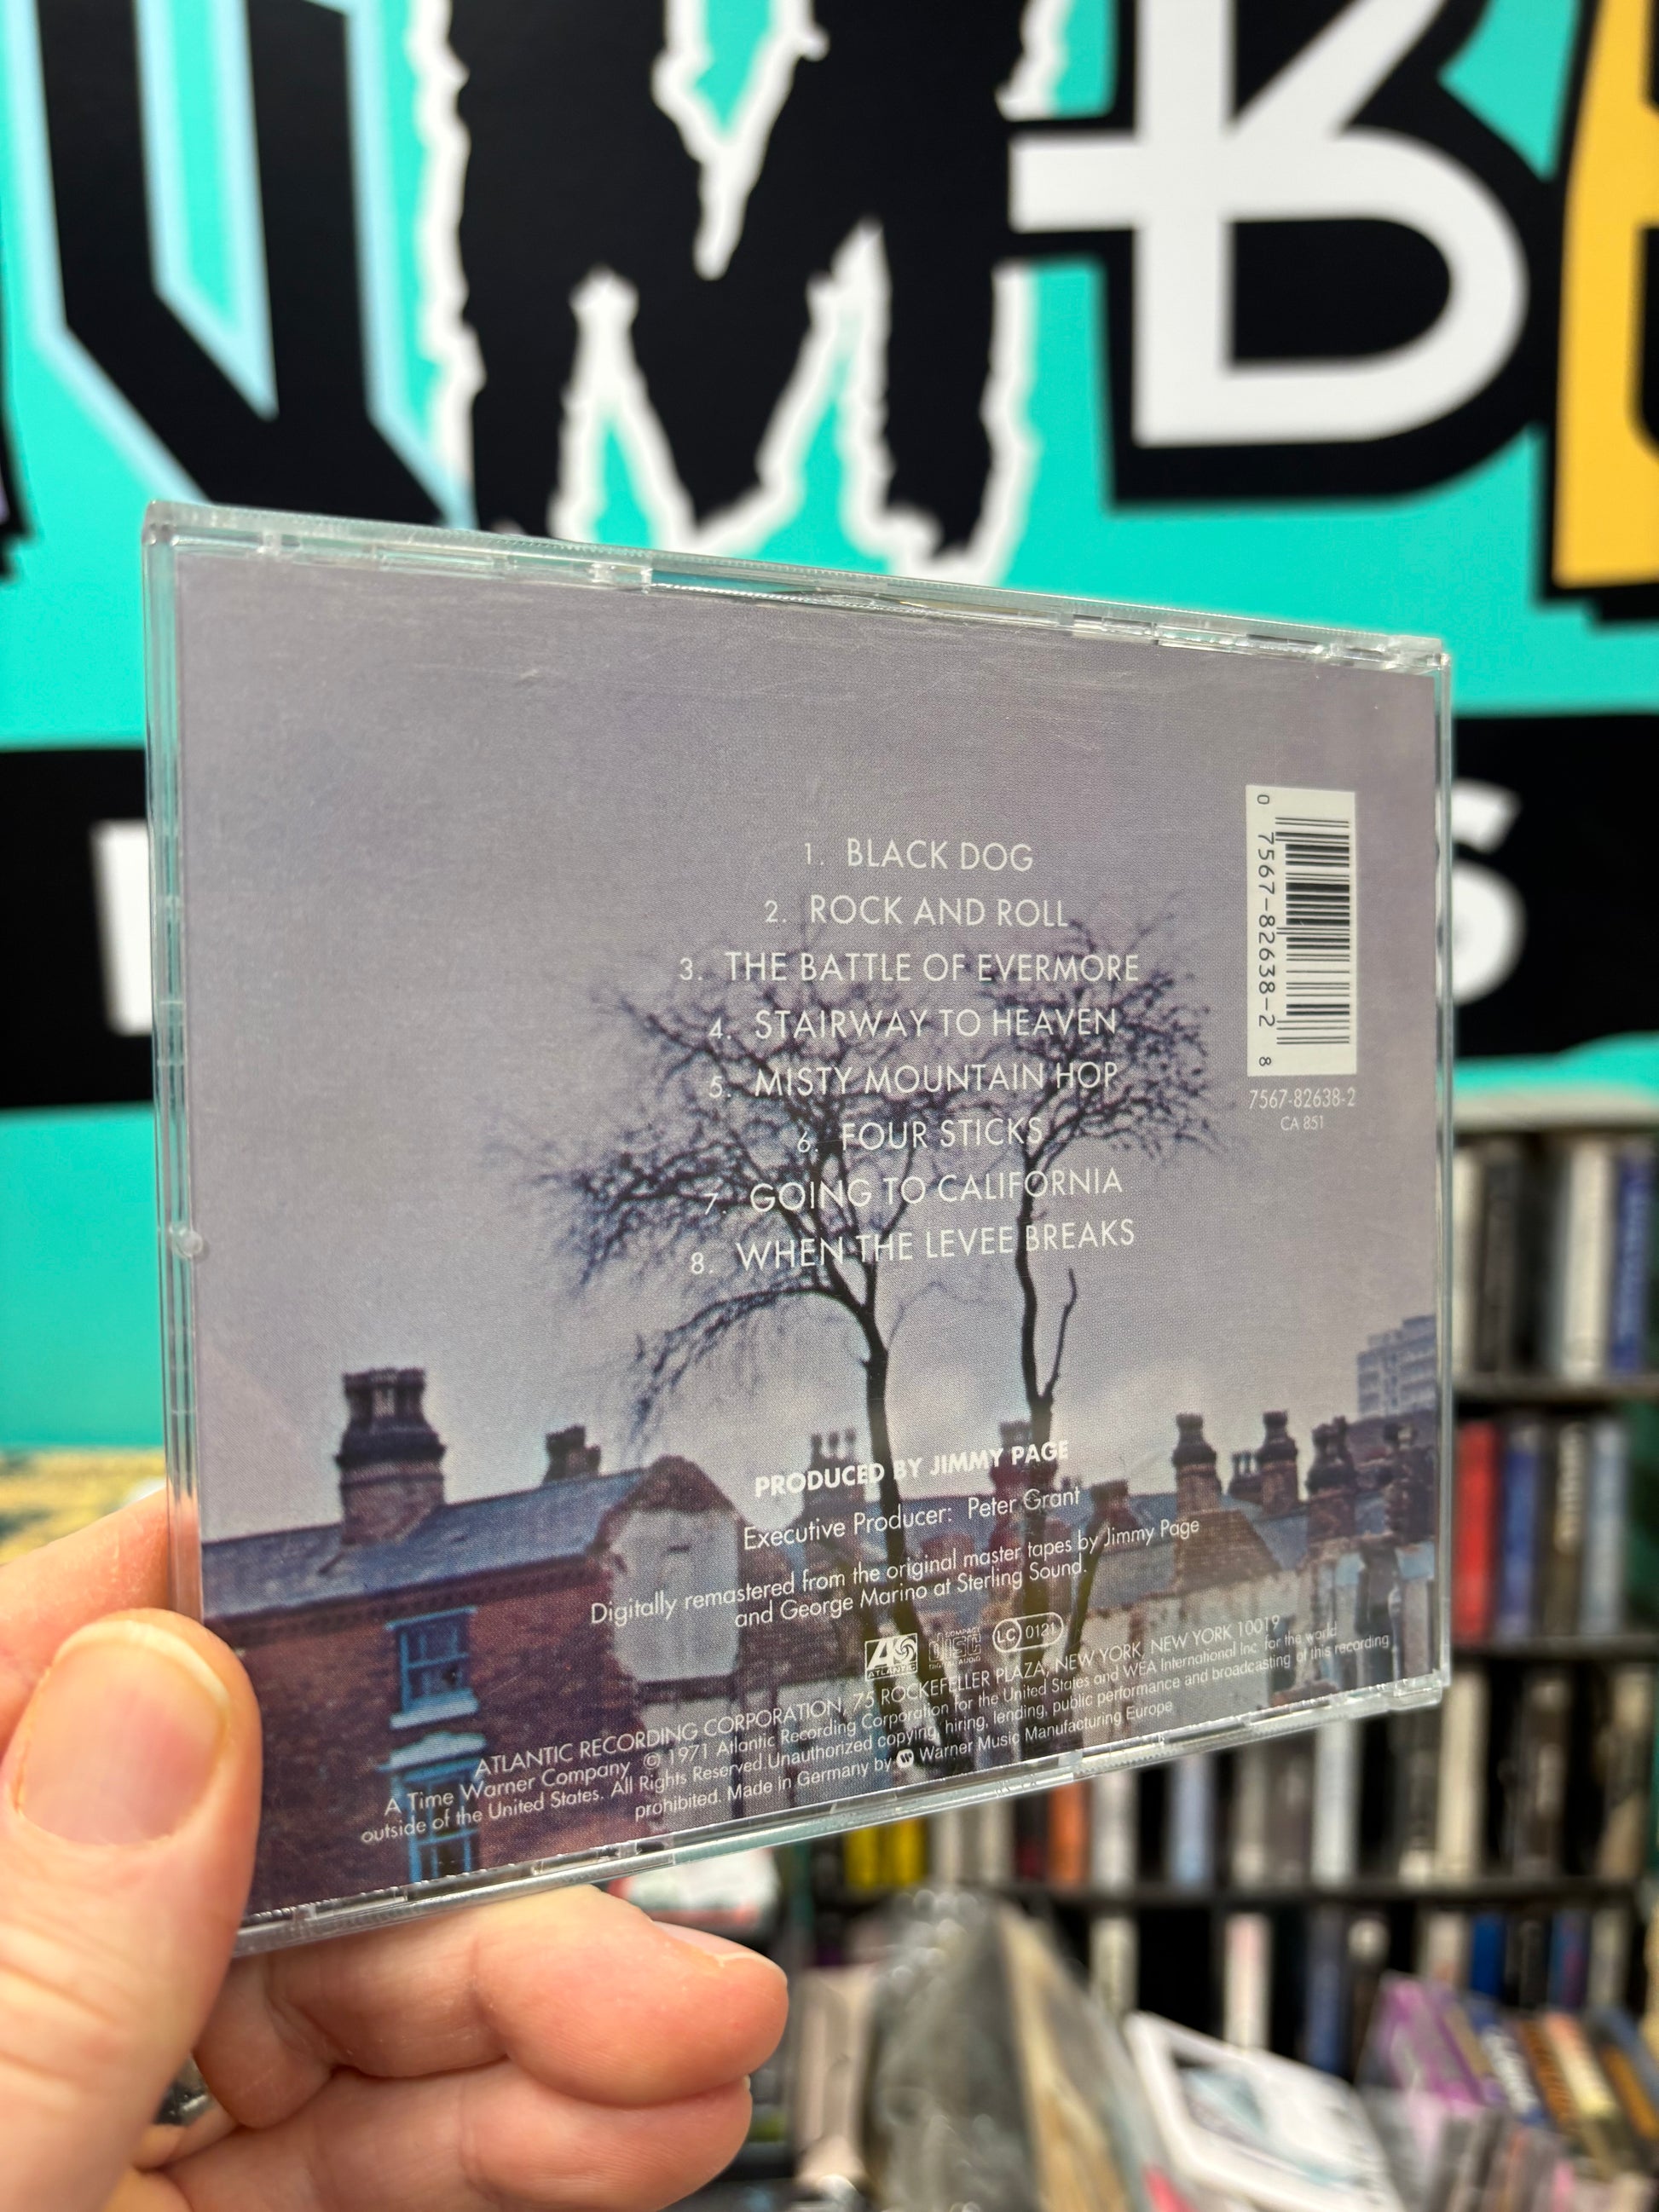 1. BLACK DOG
2. ROCK AND ROLL
3. THE BATTLE OF EVERMORE
4. STAIRWAY TO HEAVEN
5. MISTY MOUNTAIN HOP
6. FOUR STICKS
7. GOING TO CALIFORNIA
8. WHEN THE LEVEE BREAKS
0 7567-82638-2 8
7567-82638-2
CA 851
PRODUCED BY JIMMY PAGE
Executive Producer: Peter Grant
Digitally remastered from the original master tapes by Jimmy Page
and George Marino at Sterling Sound.
ATLANTIC
COMPACT
disc
DIGITAL AUDIO
LC 0121
ATLANTIC RECORDING CORPORATION, 75 ROCKEFELLER PLAZA, NEW YORK, NEW YORK 10019
A Time Warner Company © 1971 Atlantic Recording Corporation for the United States and WEA International Inc. for the world
outside of the United States. All Rights Reserved. Unauthorized copying, hiring, lending, public performance and broadcasting of this recording
prohibited. Made in Germany by Warner Music Manufacturing Europe